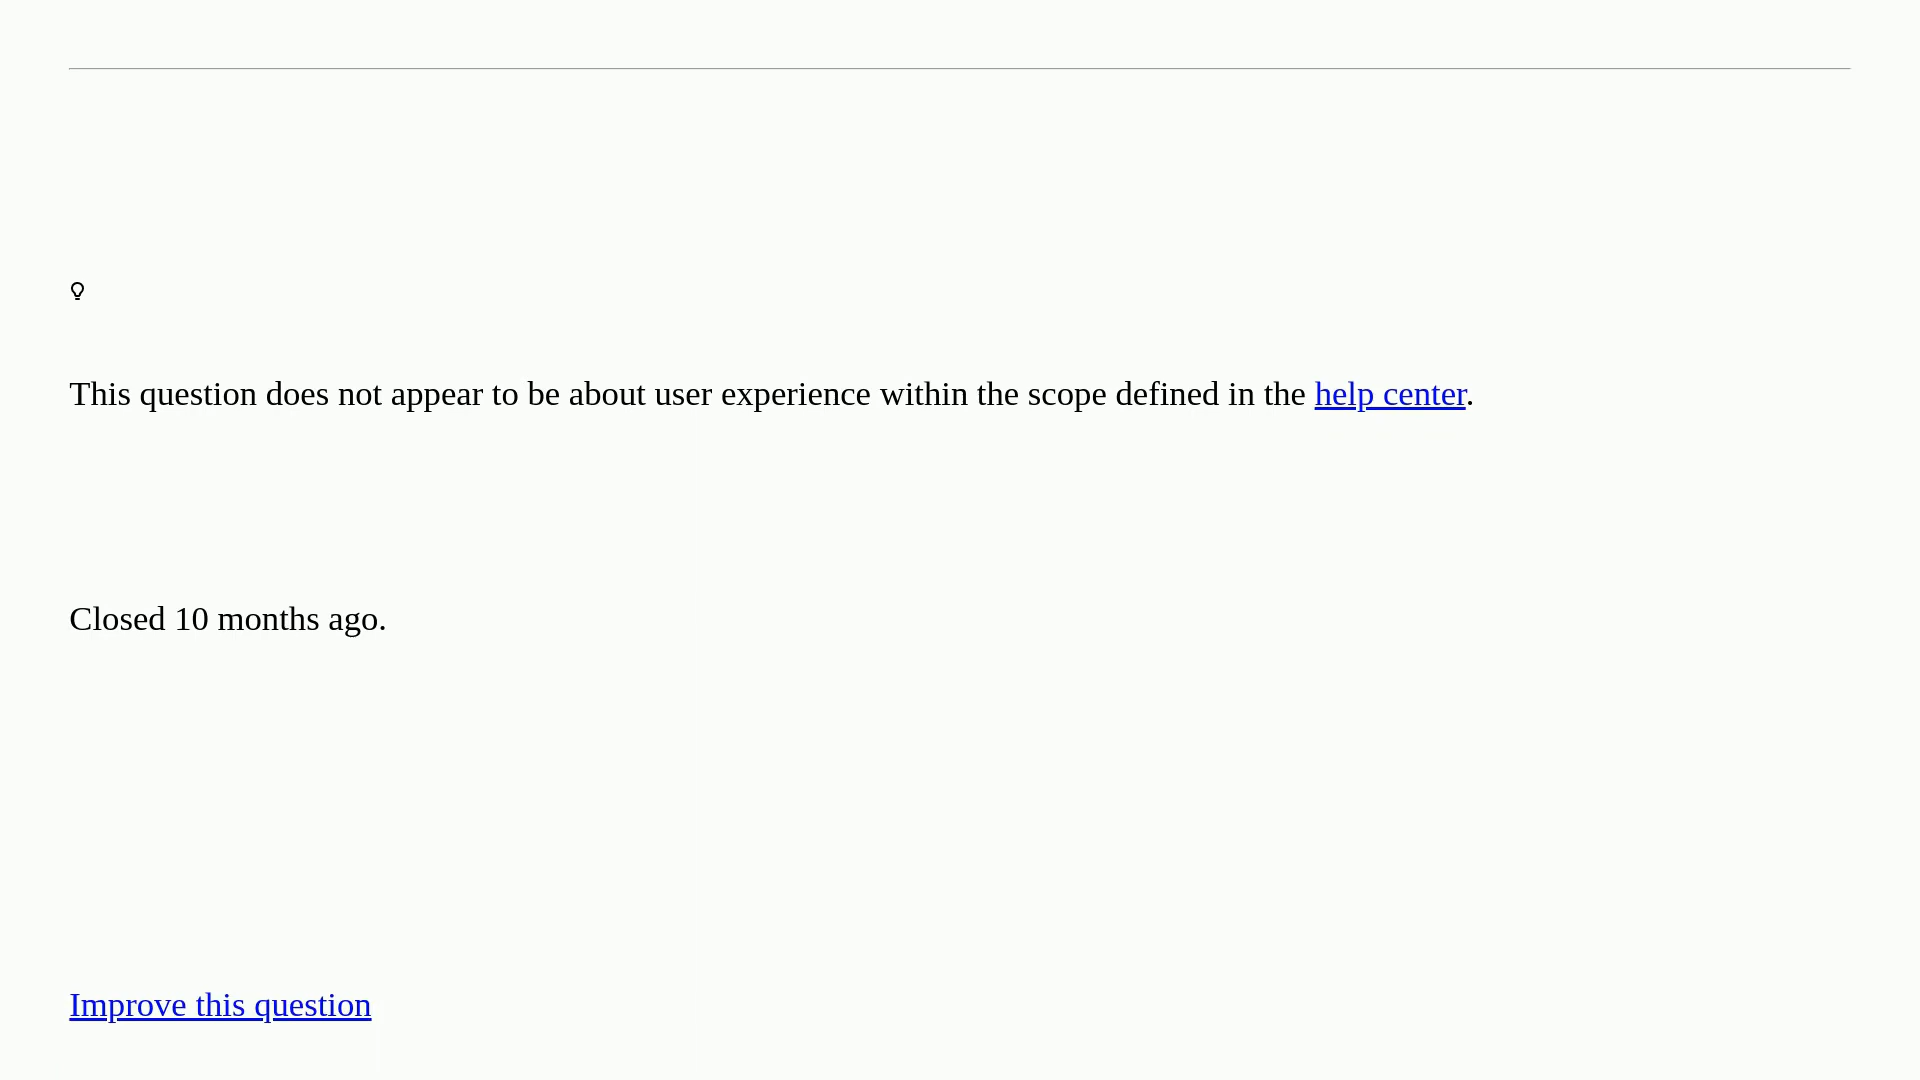 This question does not appear to be about user experience within the scope defined in the help center.
Closed 10 months ago.
Improve this question